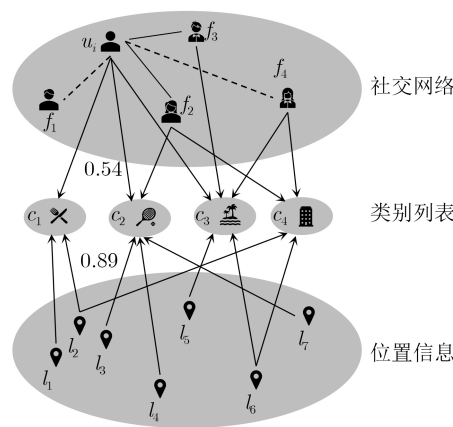 u_i
f_3
f_4
社交网络
f_1
f_2
0.54
c_1
c_2
c_3
c_4
类别列表
0.89
l_5
l_7
l_2
l_3
位置信息
l_1
l_4
l_6